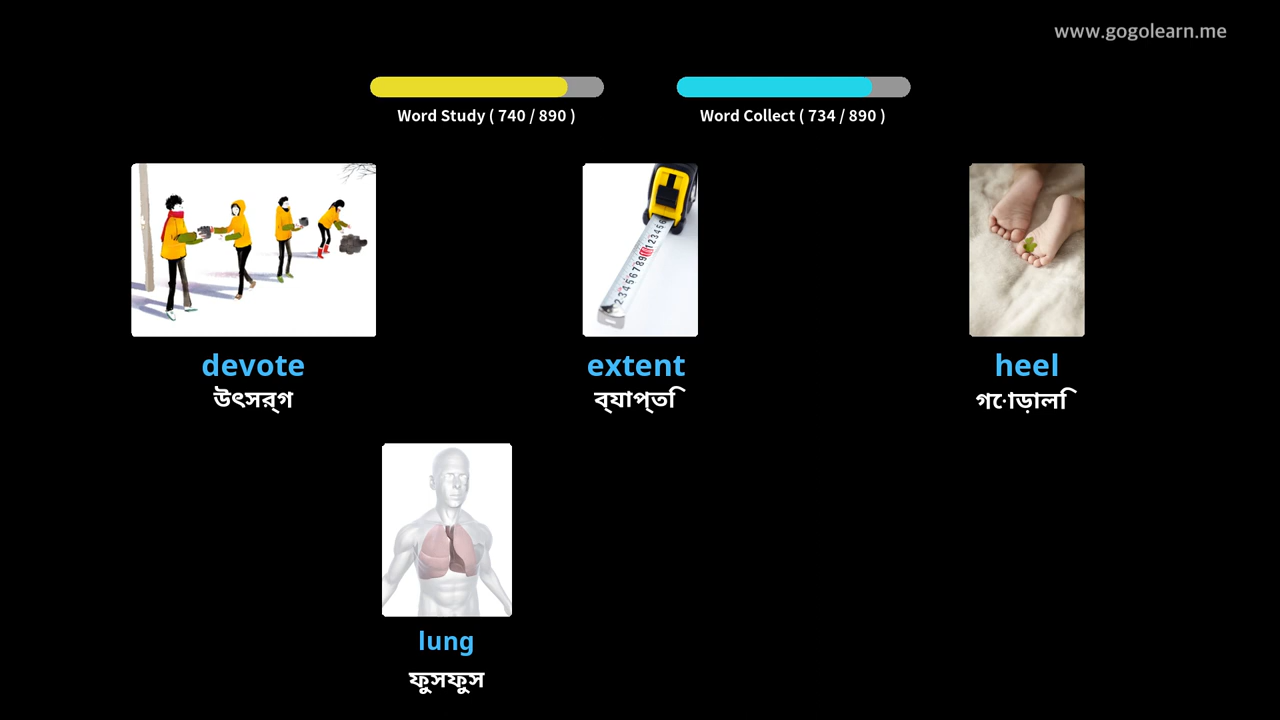 www.gogolearn.me
Word Study ( 740 / 890 )
Word Collect ( 734 / 890 )
devote
উৎসর্গ
extent
ব্যাপ্তি
heel
গোড়ালি
lung
ফুসফুস